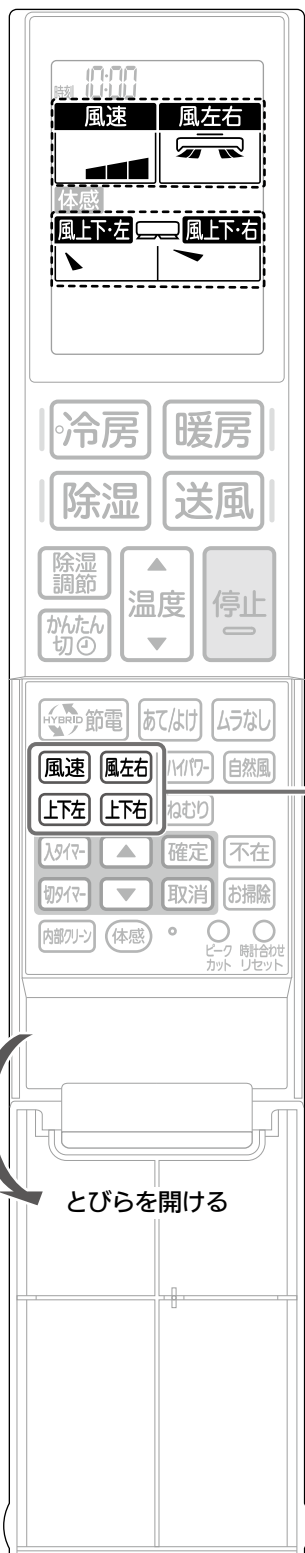 時刻 10:00
風速 風左右
体感
風上下·左 風上下·右
冷房 暖房
除湿 送風
除湿調節 ▲ 温度 ▼ 停止
かんたん切
HYBRID 節電 あて/よけ ムラなし
風速 風左右 ハイパワー 自然風
上下左 上下右 ねむり
入タイマー ▲ 確定 不在
切タイマー ▼ 取消 お掃除
内部クリーン 体感 ピークカット 時計合わせリセット
とびらを開ける